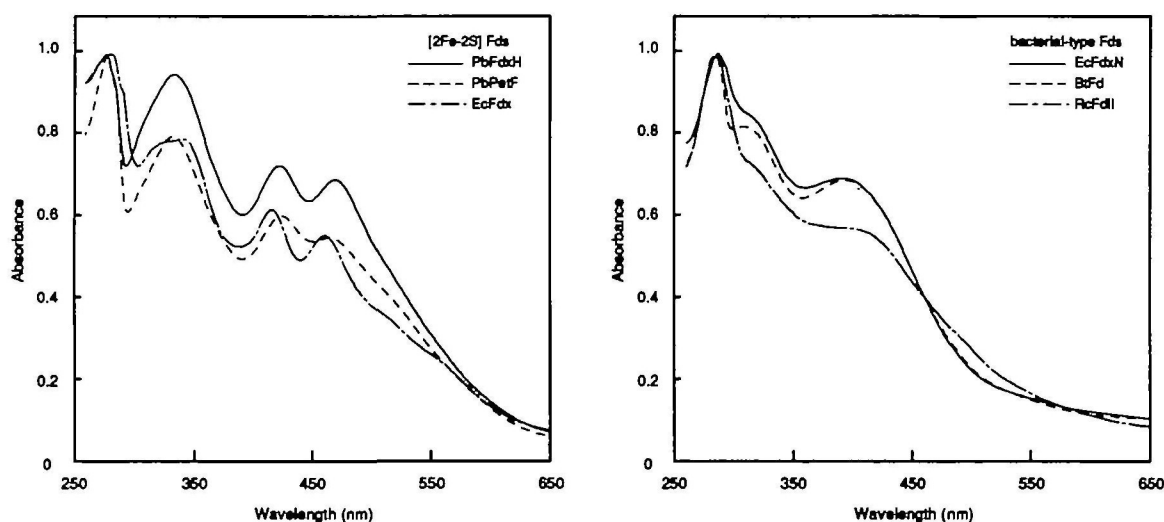 [2Fe-2S] Fds
PbFdxH
PbPetF
EcFdx
1.0
0.8
0.6
0.4
0.2
0
Absorbance
250
350
450
550
650
Wavelength (nm)
bacterial-type Fds
EcFdxN
BtFd
RcFdII
1.0
0.8
0.6
0.4
0.2
0
Absorbance
250
350
450
550
650
Wavelength (nm)